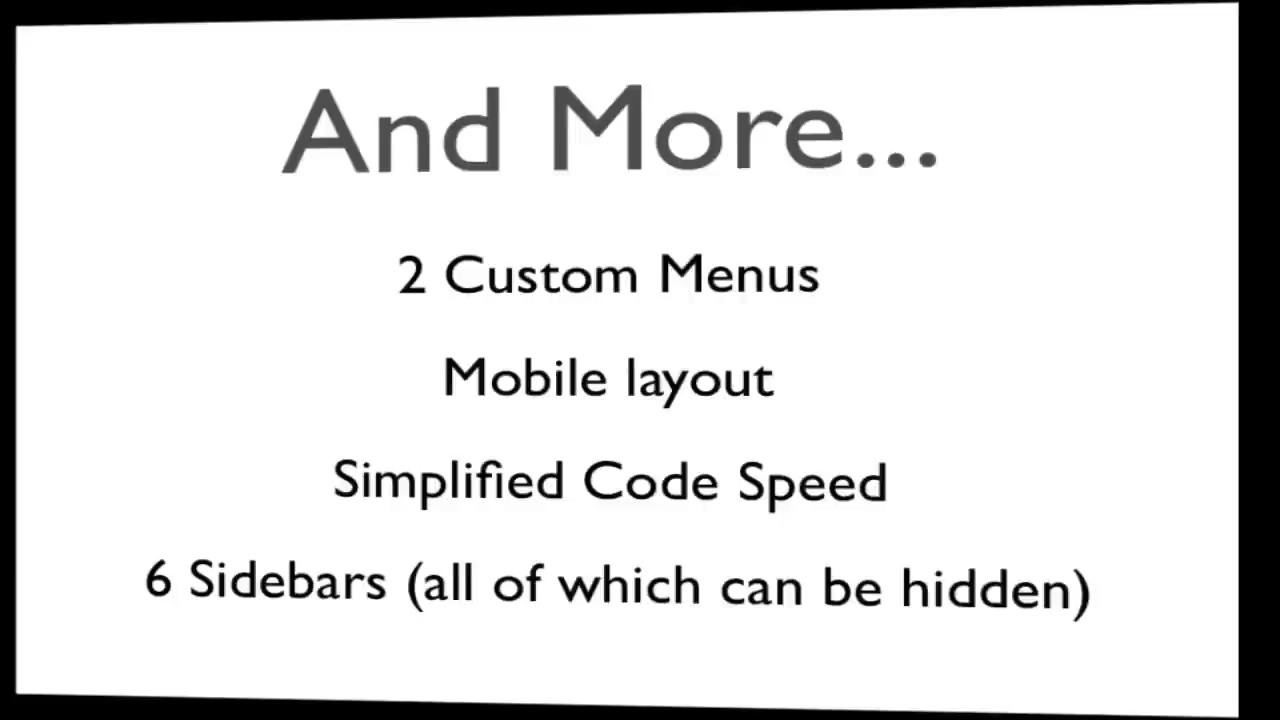 And More...
2 Custom Menus
Mobile layout
Simplified Code Speed
6 Sidebars (all of which can be hidden)